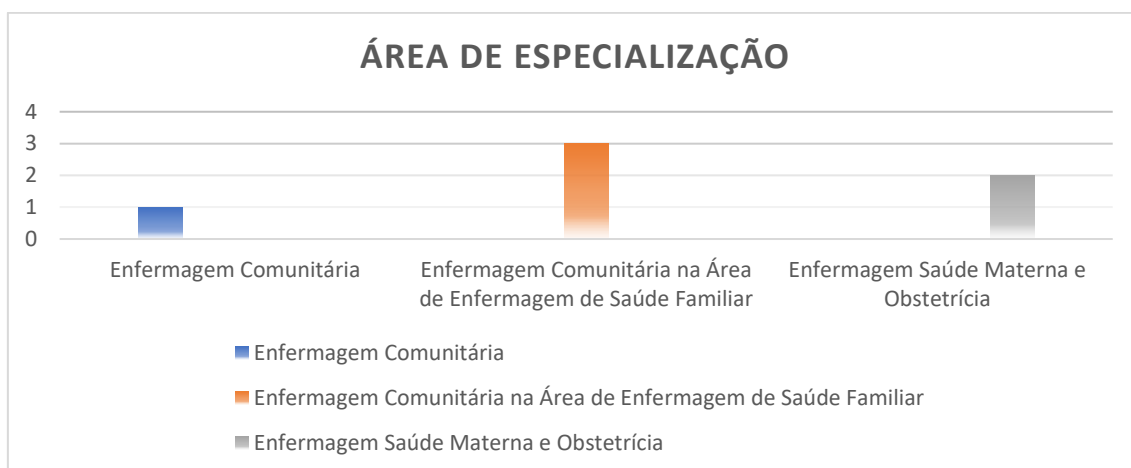 ÁREA DE ESPECIALIZAÇÃO
4
3
2
1
0
Enfermagem Comunitária
Enfermagem Comunitária na Área
de Enfermagem de Saúde Familiar
Enfermagem Saúde Materna e
Obstetrícia
Enfermagem Comunitária
Enfermagem Comunitária na Área de Enfermagem de Saúde Familiar
Enfermagem Saúde Materna e Obstetrícia